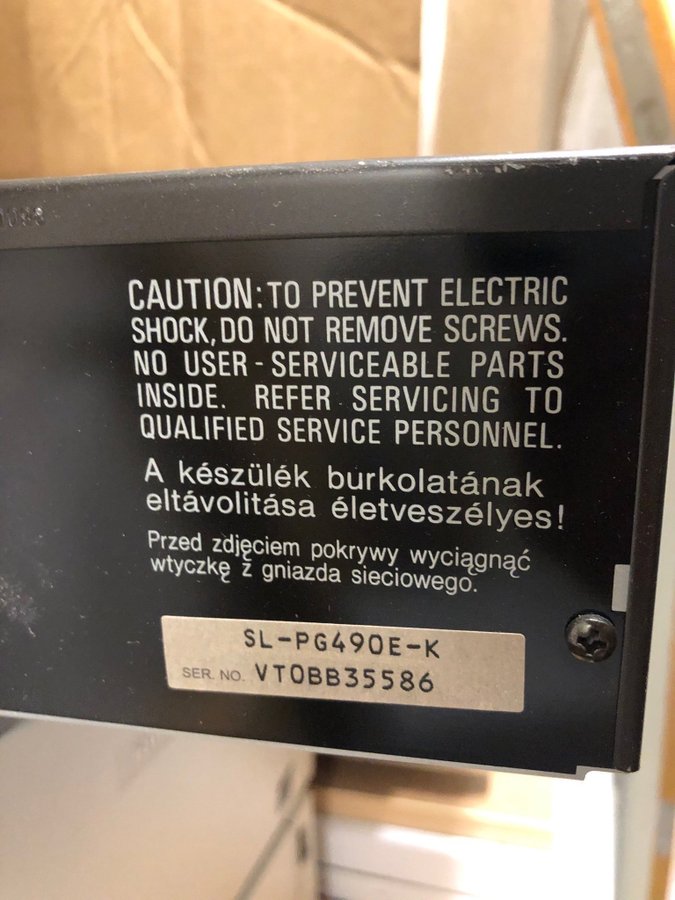 CAUTION: TO PREVENT ELECTRIC
SHOCK, DO NOT REMOVE SCREWS.
NO USER - SERVICEABLE PARTS
INSIDE. REFER SERVICING TO
QUALIFIED SERVICE PERSONNEL.
A készülék burkolatának
eltávolitása életveszélyes!
Przed zdjęciem pokrywy wyciągnąć
wtyczkę z gniazda sieciowego.
SL-PG490E-K
SER. NO. VT0BB35586